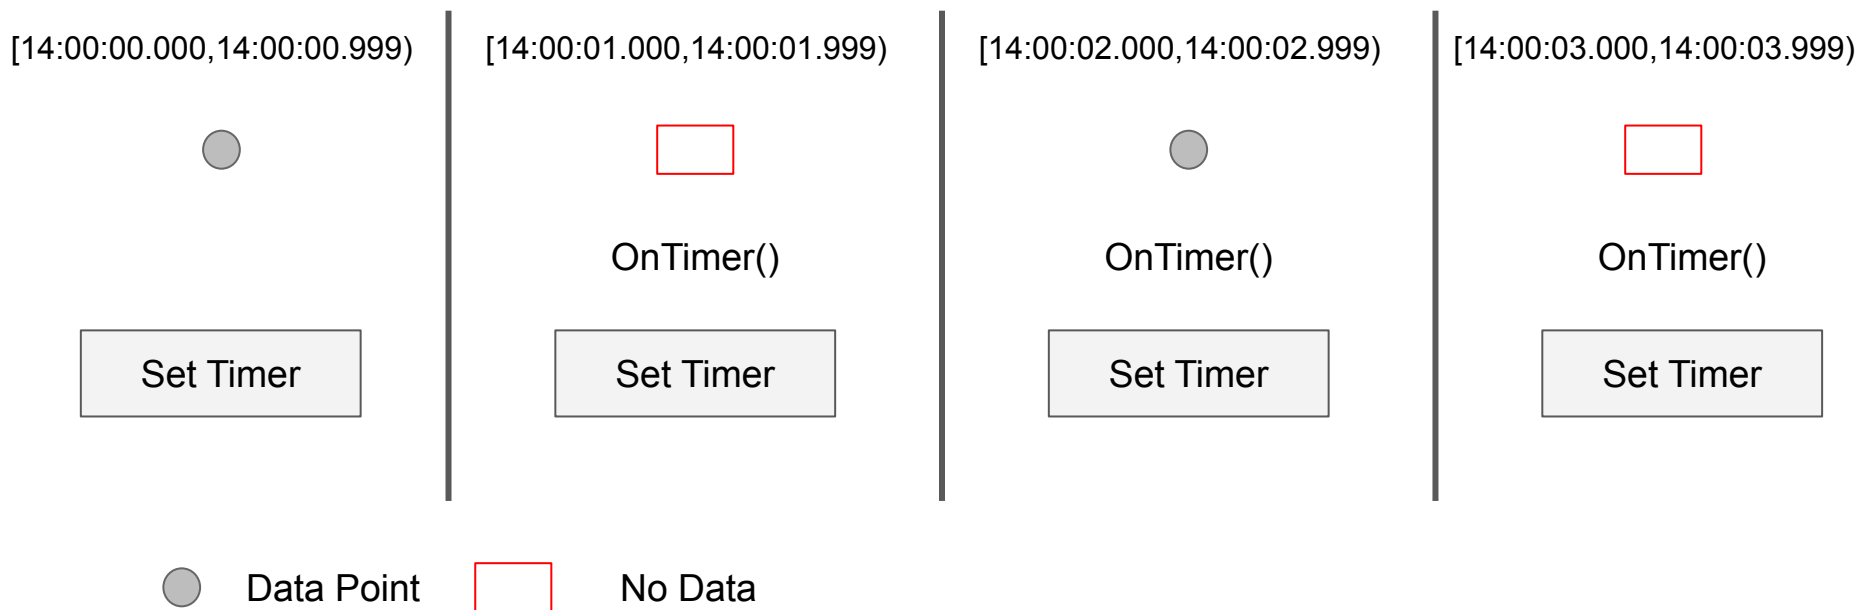 [14:00:00.000,14:00:00.999)
[14:00:01.000,14:00:01.999)
[14:00:02.000,14:00:02.999)
[14:00:03.000,14:00:03.999)
OnTimer()
OnTimer()
OnTimer()
Set Timer
Set Timer
Set Timer
Set Timer
Data Point
No Data